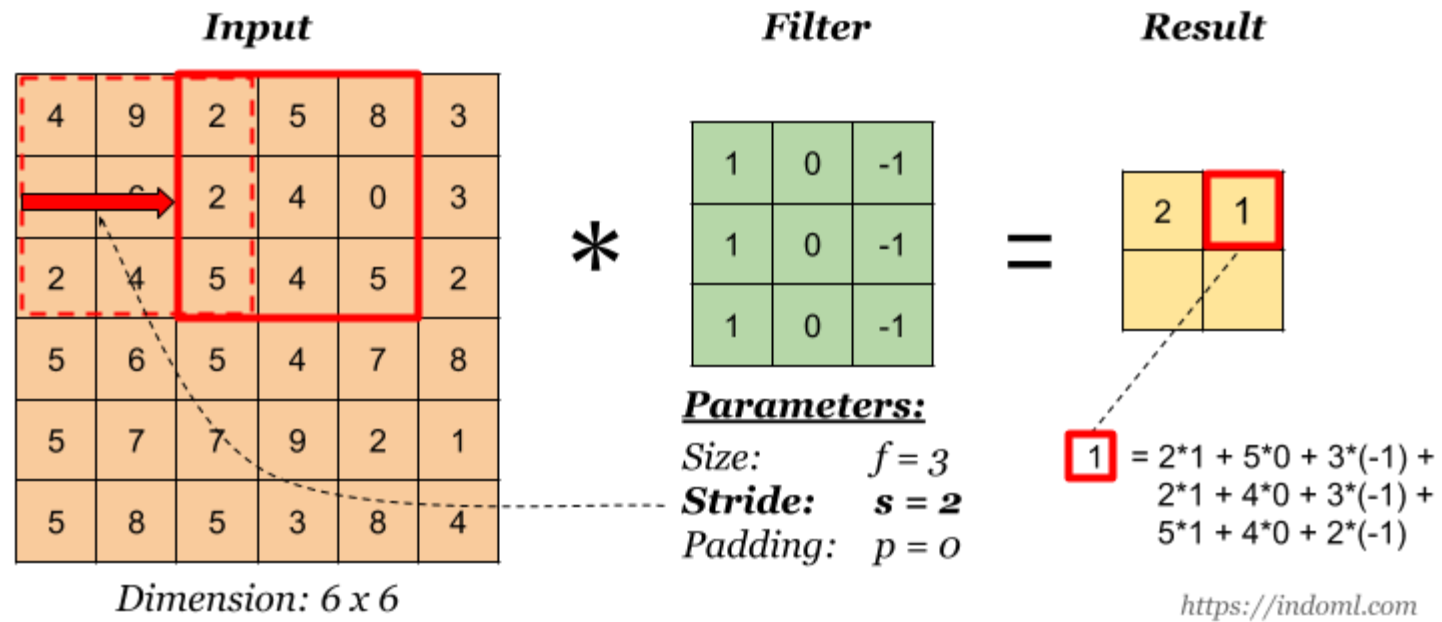 Input Filter Result
4 9 2 5 8 3
6 2 4 0 3
2 4 5 4 5 2
5 6 5 4 7 8
5 7 7 9 2 1
5 8 5 3 8 4
Dimension: 6 x 6
*
1 0 -1
1 0 -1
1 0 -1
Parameters:
Size: f = 3
Stride: s = 2
Padding: p = 0
=
2 1
1 = 2*1 + 5*0 + 3*(-1) +
2*1 + 4*0 + 3*(-1) +
5*1 + 4*0 + 2*(-1)
https://indoml.com